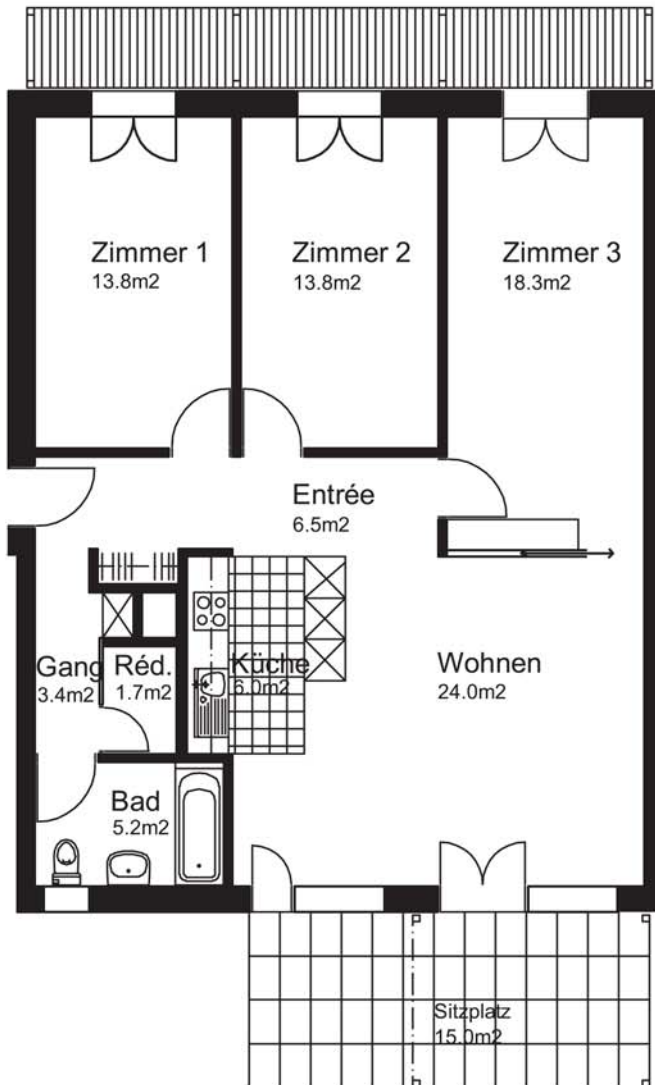 Zimmer 1
13.8m2
Zimmer 2
13.8m2
Zimmer 3
18.3m2
Entrée
6.5m2
Gang
3.4m2
Réd.
1.7m2
Küche
6.0m2
Wohnen
24.0m2
Bad
5.2m2
Sitzplatz
15.0m2